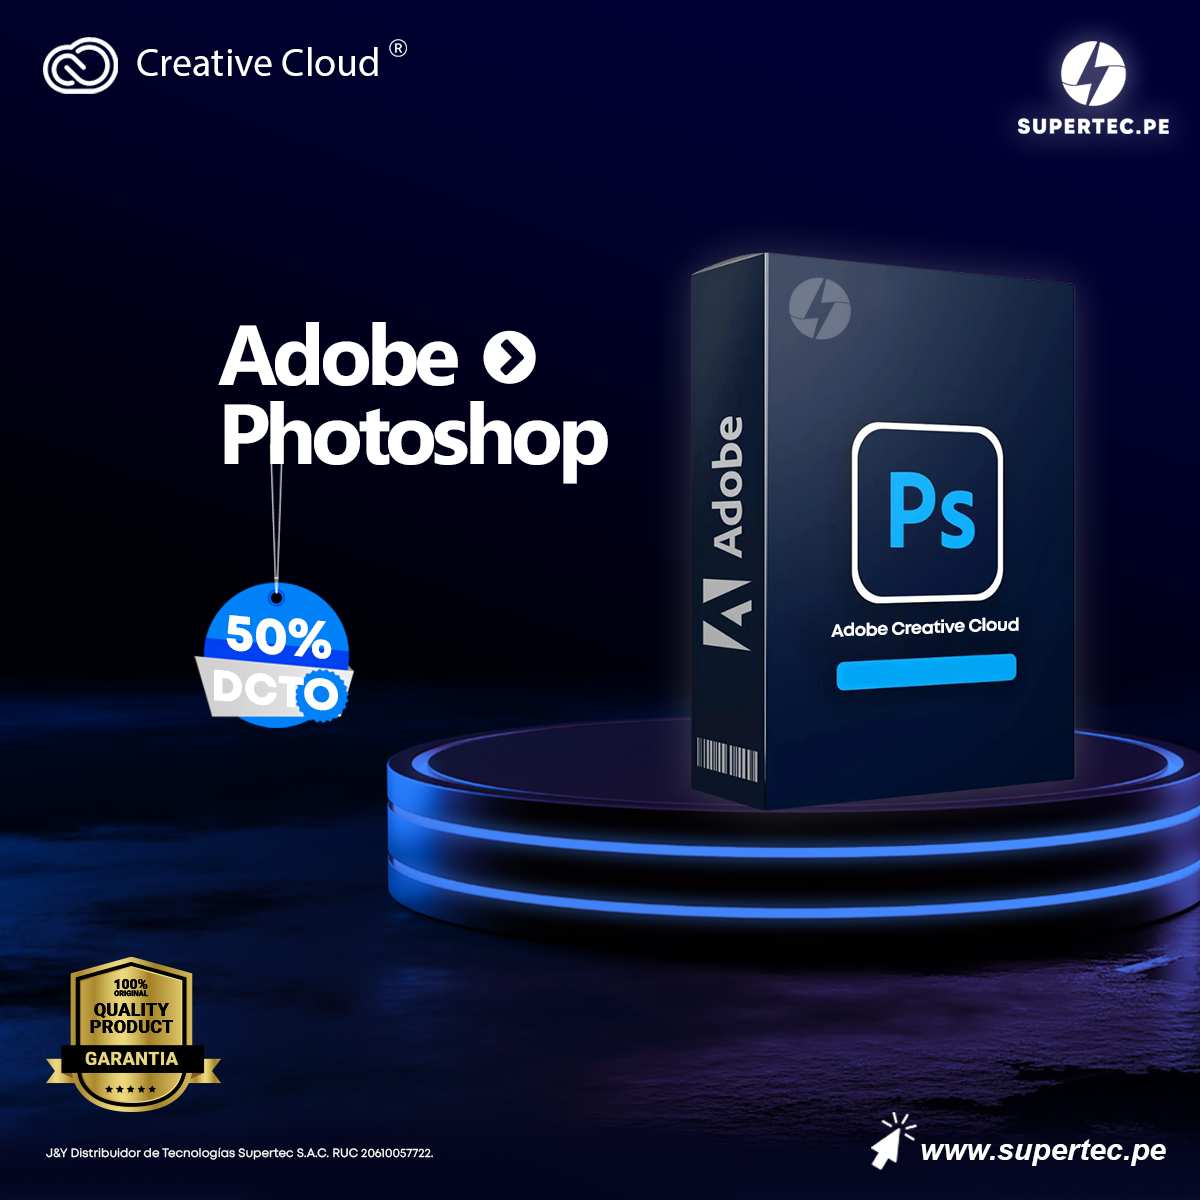 Creative Cloud ®
SUPERTEC.PE
Adobe
Photoshop
50%
DCTO
Adobe
Ps
Adobe Creative Cloud
100%
ORIGINAL
QUALITY
PRODUCT
GARANTIA
J&Y Distribuidor de Tecnologías Supertec S.A.C. RUC 20610057722.
www.supertec.pe